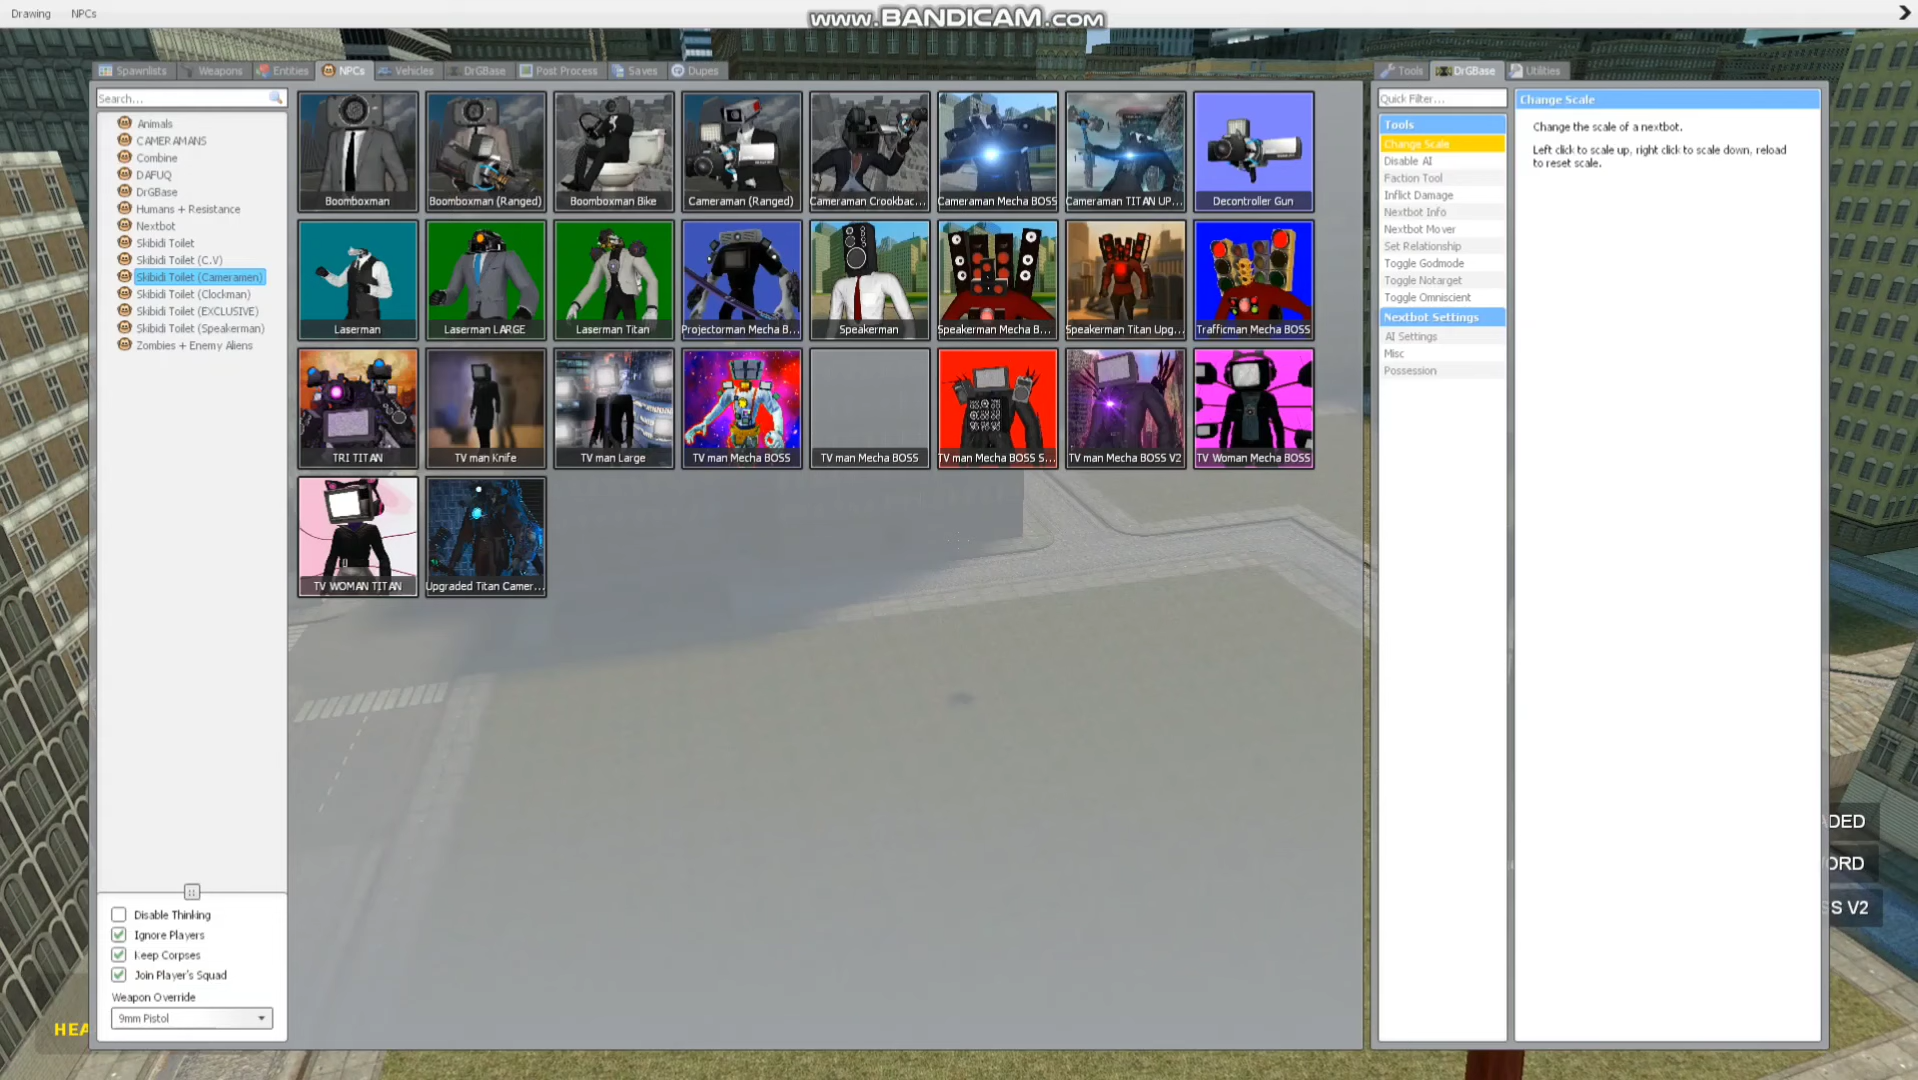 Drawing NPCs
www.BANDICAM.com
Spawnlists Weapons Entities NPCs Vehicles DrGBase Post Process Saves Dupes
Tools DrGBase Utilities
Search...
Animals
CAMERAMANS
Combine
DAFUQ
DrGBase
Humans + Resistance
Nextbot
Skibidi Toilet
Skibidi Toilet (C.V)
Skibidi Toilet (Cameramen)
Skibidi Toilet (Clockman)
Skibidi Toilet (EXCLUSIVE)
Skibidi Toilet (Speakerman)
Zombies + Enemy Aliens
Boomboxman Boomboxman (Ranged) Boomboxman Bike Cameraman (Ranged) Cameraman Crookbac... Cameraman Mecha BOSS Cameraman TITAN UP... Decontroller Gun
Laserman Laserman LARGE Laserman Titan Projectorman Mecha B... Speakerman Speakerman Mecha B... Speakerman Titan Upg... Trafficman Mecha BOSS
TRI TITAN TV man Knife TV man Large TV man Mecha BOSS TV man Mecha BOSS TV man Mecha BOSS S... TV man Mecha BOSS V2 TV Woman Mecha BOSS
TV WOMAN TITAN Upgraded Titan Camer...
Disable Thinking
Ignore Players
Keep Corpses
Join Player's Squad
Weapon Override
9mm Pistol
HEA
Quick Filter...
Tools
Change Scale
Disable AI
Faction Tool
Inflict Damage
Nextbot Info
Nextbot Mover
Set Relationship
Toggle Godmode
Toggle Notarget
Toggle Omniscient
Nextbot Settings
AI Settings
Misc
Possession
Change Scale
Change the scale of a nextbot.
Left click to scale up, right click to scale down, reload
to reset scale.
ADED
ORD
SS V2